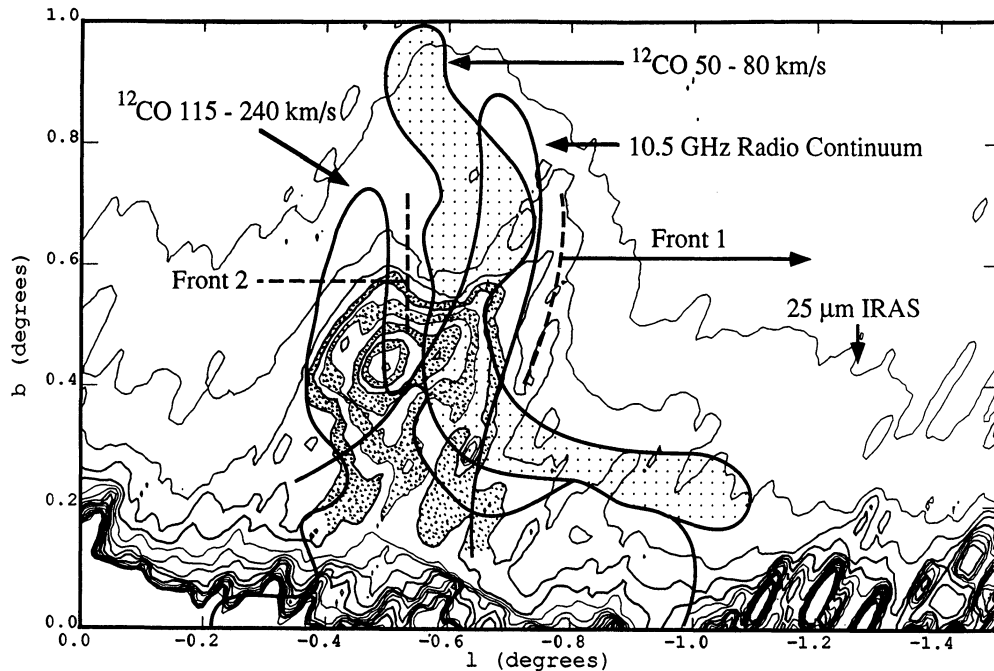 1.0
0.8
0.6
0.4
0.2
0.0
b (degrees)
¹²CO 50 - 80 km/s
¹²CO 115 - 240 km/s
10.5 GHz Radio Continuum
Front 1
Front 2
25 µm IRAS
0.0 -0.2 -0.4 -0.6 -0.8 -1.0 -1.2 -1.4
l (degrees)